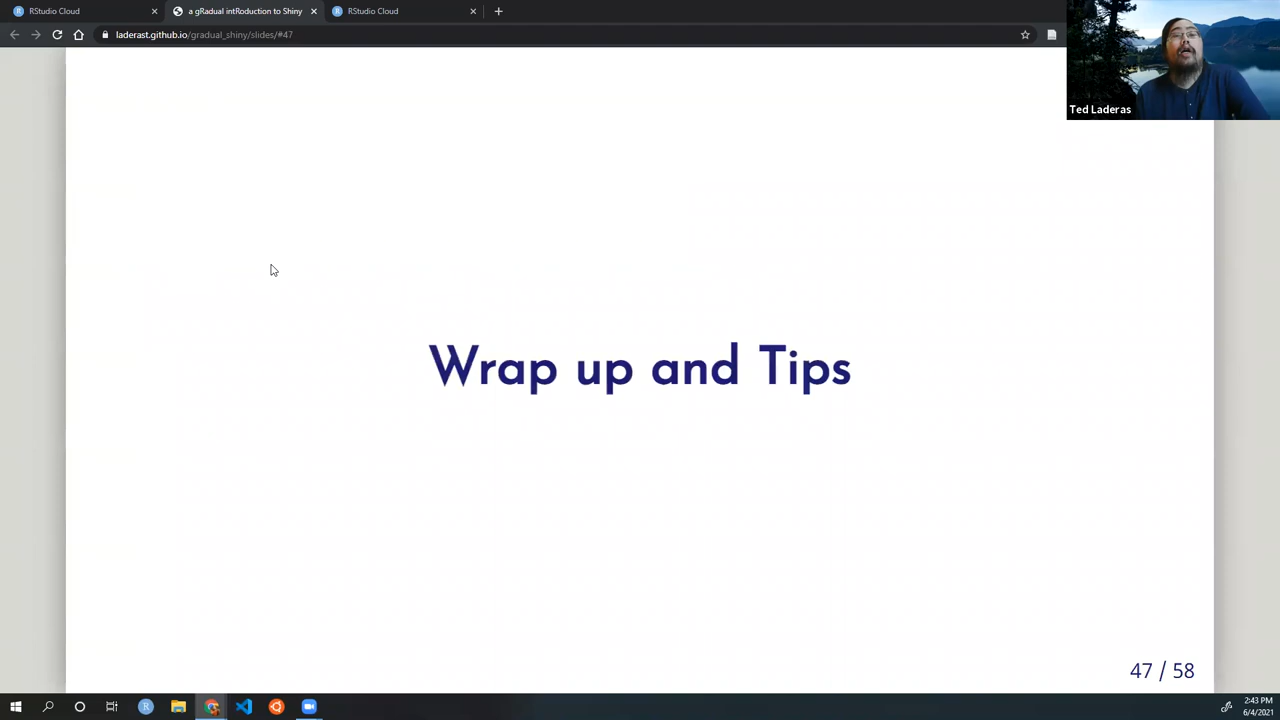 RStudio Cloud
a gRadual intRoduction to Shiny
RStudio Cloud
laderast.github.io/gradual_shiny/slides/#47
Ted Laderas
Wrap up and Tips
47 / 58
2:43 PM
6/4/2021